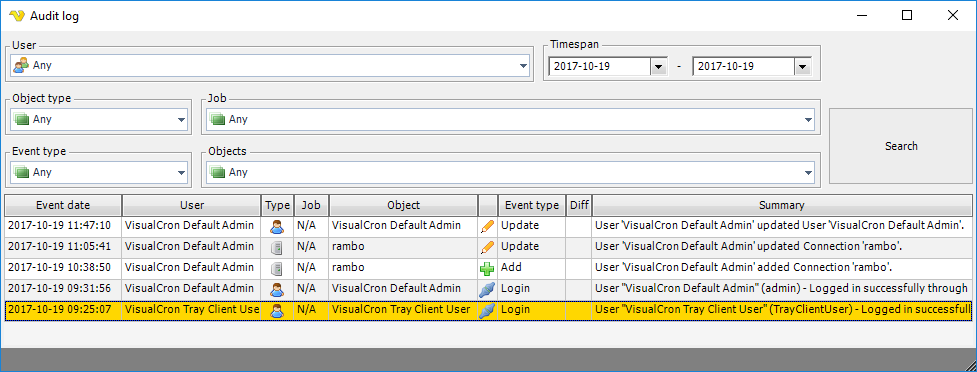 Audit log
User
Timespan
Any
2017-10-19 - 2017-10-19
Object type
Job
Any
Any
Search
Event type
Objects
Any
Any
Event date User Type Job Object Event type Diff Summary
2017-10-19 11:47:10 VisualCron Default Admin N/A VisualCron Default Admin Update User 'VisualCron Default Admin' updated User 'VisualCron Default Admin'.
2017-10-19 11:05:41 VisualCron Default Admin N/A rambo Update User 'VisualCron Default Admin' updated Connection 'rambo'.
2017-10-19 10:38:50 VisualCron Default Admin N/A rambo Add User 'VisualCron Default Admin' added Connection 'rambo'.
2017-10-19 09:31:56 VisualCron Default Admin N/A VisualCron Default Admin Login User "VisualCron Default Admin" (admin) - Logged in successfully through
2017-10-19 09:25:07 VisualCron Tray Client Use N/A VisualCron Tray Client User Login User "VisualCron Tray Client User" (TrayClientUser) - Logged in successfull